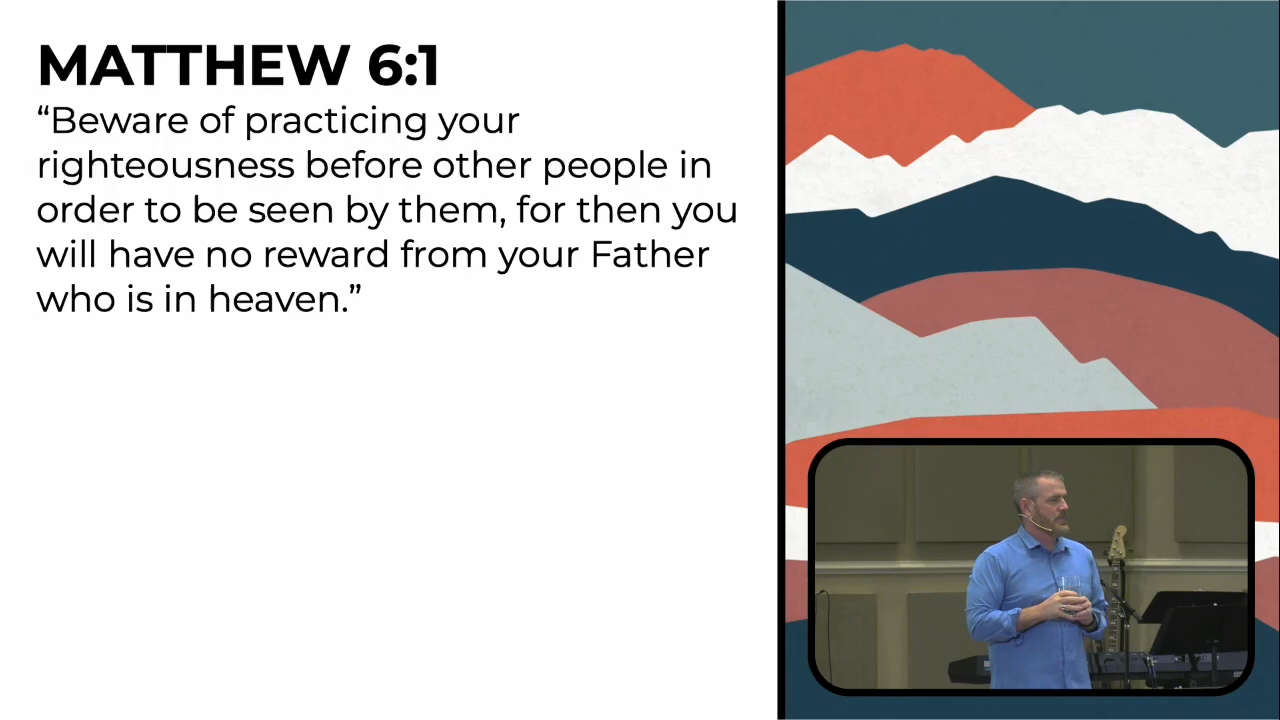 MATTHEW 6:1
“Beware of practicing your
righteousness before other people in
order to be seen by them, for then you
will have no reward from your Father
who is in heaven.”